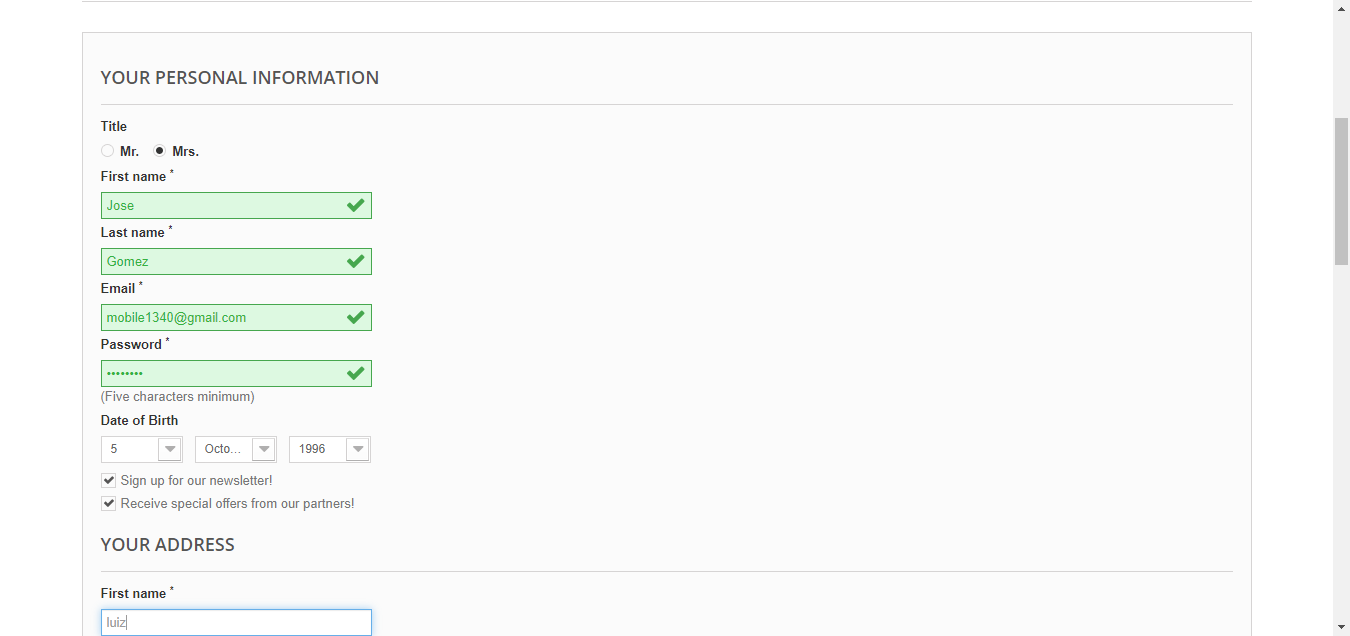 YOUR PERSONAL INFORMATION
Title
Mr. Mrs.
First name *
Jose
Last name *
Gomez
Email *
mobile1340@gmail.com
Password *
••••••••
(Five characters minimum)
Date of Birth
5 Octo... 1996
Sign up for our newsletter!
Receive special offers from our partners!
YOUR ADDRESS
First name *
luiz